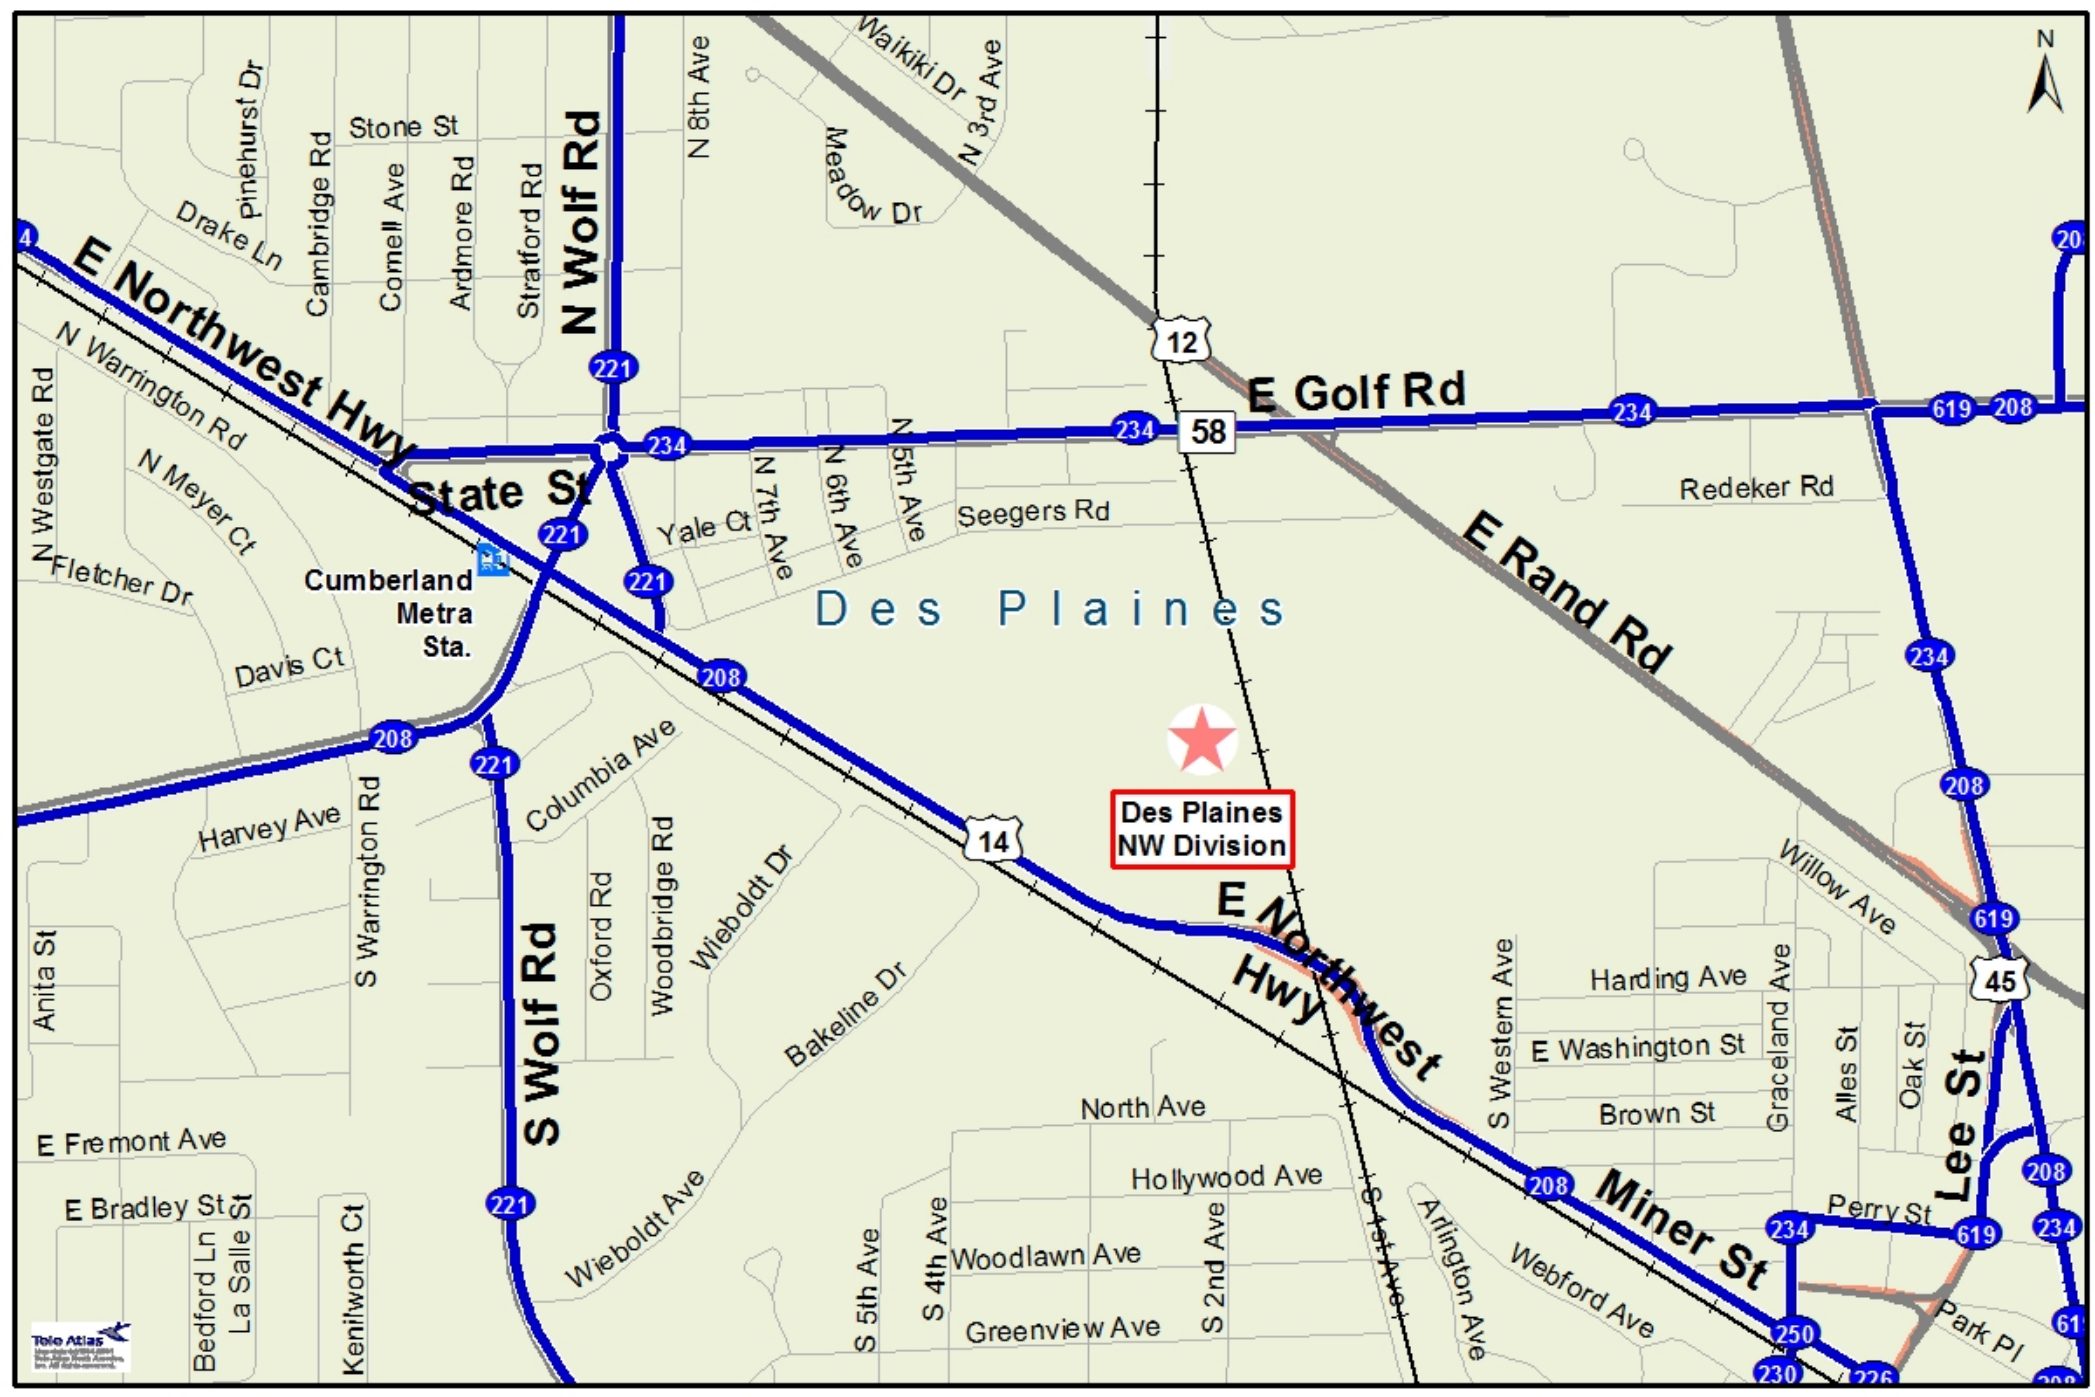 N
Waikiki Dr
N 3rd Ave
N 8th Ave
Pinehurst Dr
Stone St
N Wolf Rd
Cambridge Rd
Cornell Ave
Ardmore Rd
Stratford Rd
Meadow Dr
Drake Ln
4
E Northwest Hwy
N Warrington Rd
12
221
E Golf Rd
234
234
58
234
619
208
N Westgate Rd
N Meyer Ct
State St
N 7th Ave
N 6th Ave
N 5th Ave
Yale Ct
Seegers Rd
Redeker Rd
E Rand Rd
221
221
Fletcher Dr
Cumberland
Metra
Sta.
Des Plaines
234
Davis Ct
208
208
221
Columbia Ave
208
Harvey Ave
S Warrington Rd
14
Des Plaines
NW Division
Oxford Rd
Woodbridge Rd
Wieboldt Dr
E Northwest
Hwy
Willow Ave
619
45
Anita St
S Wolf Rd
Bakeline Dr
S Western Ave
Harding Ave
E Washington St
Graceland Ave
Alles St
Oak St
Lee St
Brown St
North Ave
E Fremont Ave
Hollywood Ave
208
208
Miner St
E Bradley St
La Salle St
Bedford Ln
Kenilworth Ct
221
Wieboldt Ave
S 5th Ave
S 4th Ave
Woodlawn Ave
S 2nd Ave
S 1st Ave
Arlington Ave
Webford Ave
234
Perry St
619
234
Greenview Ave
250
230
226
Park Pl
Tele Atlas